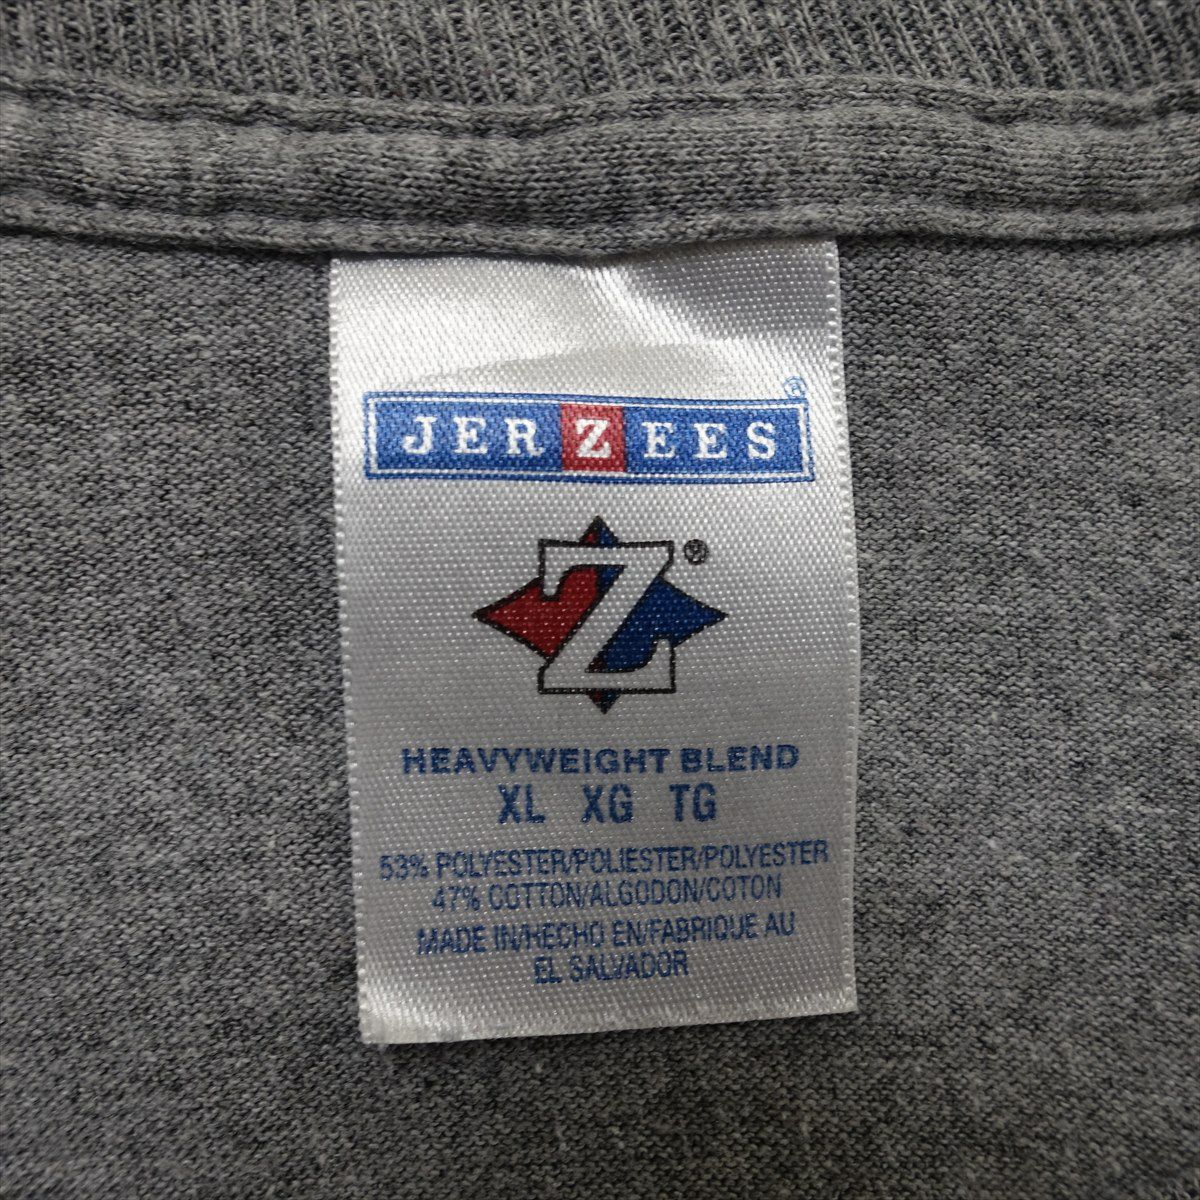 JERZEES®
Z®
HEAVYWEIGHT BLEND
XL XG TG
53% POLYESTER/POLIESTER/POLYESTER
47% COTTON/ALGODON/COTON
MADE IN/HECHO EN/FABRIQUE AU
EL SALVADOR